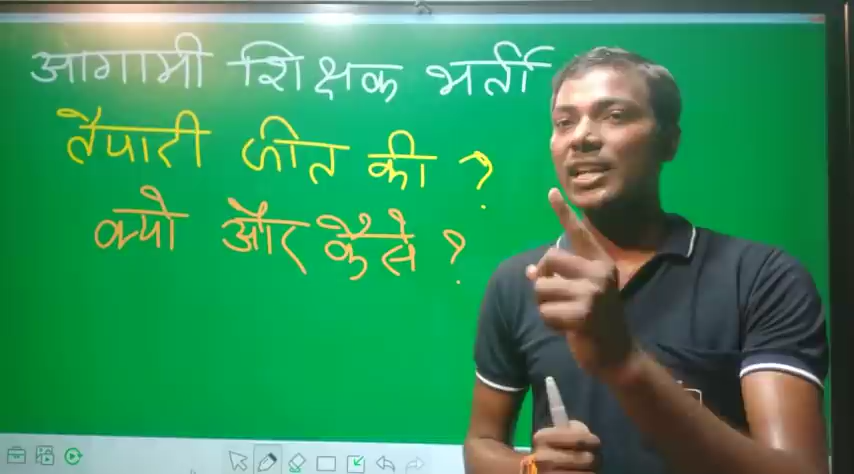 आगामी शिक्षक भर्ती
तैयारी जीत की ?
क्यो और कैसे ?